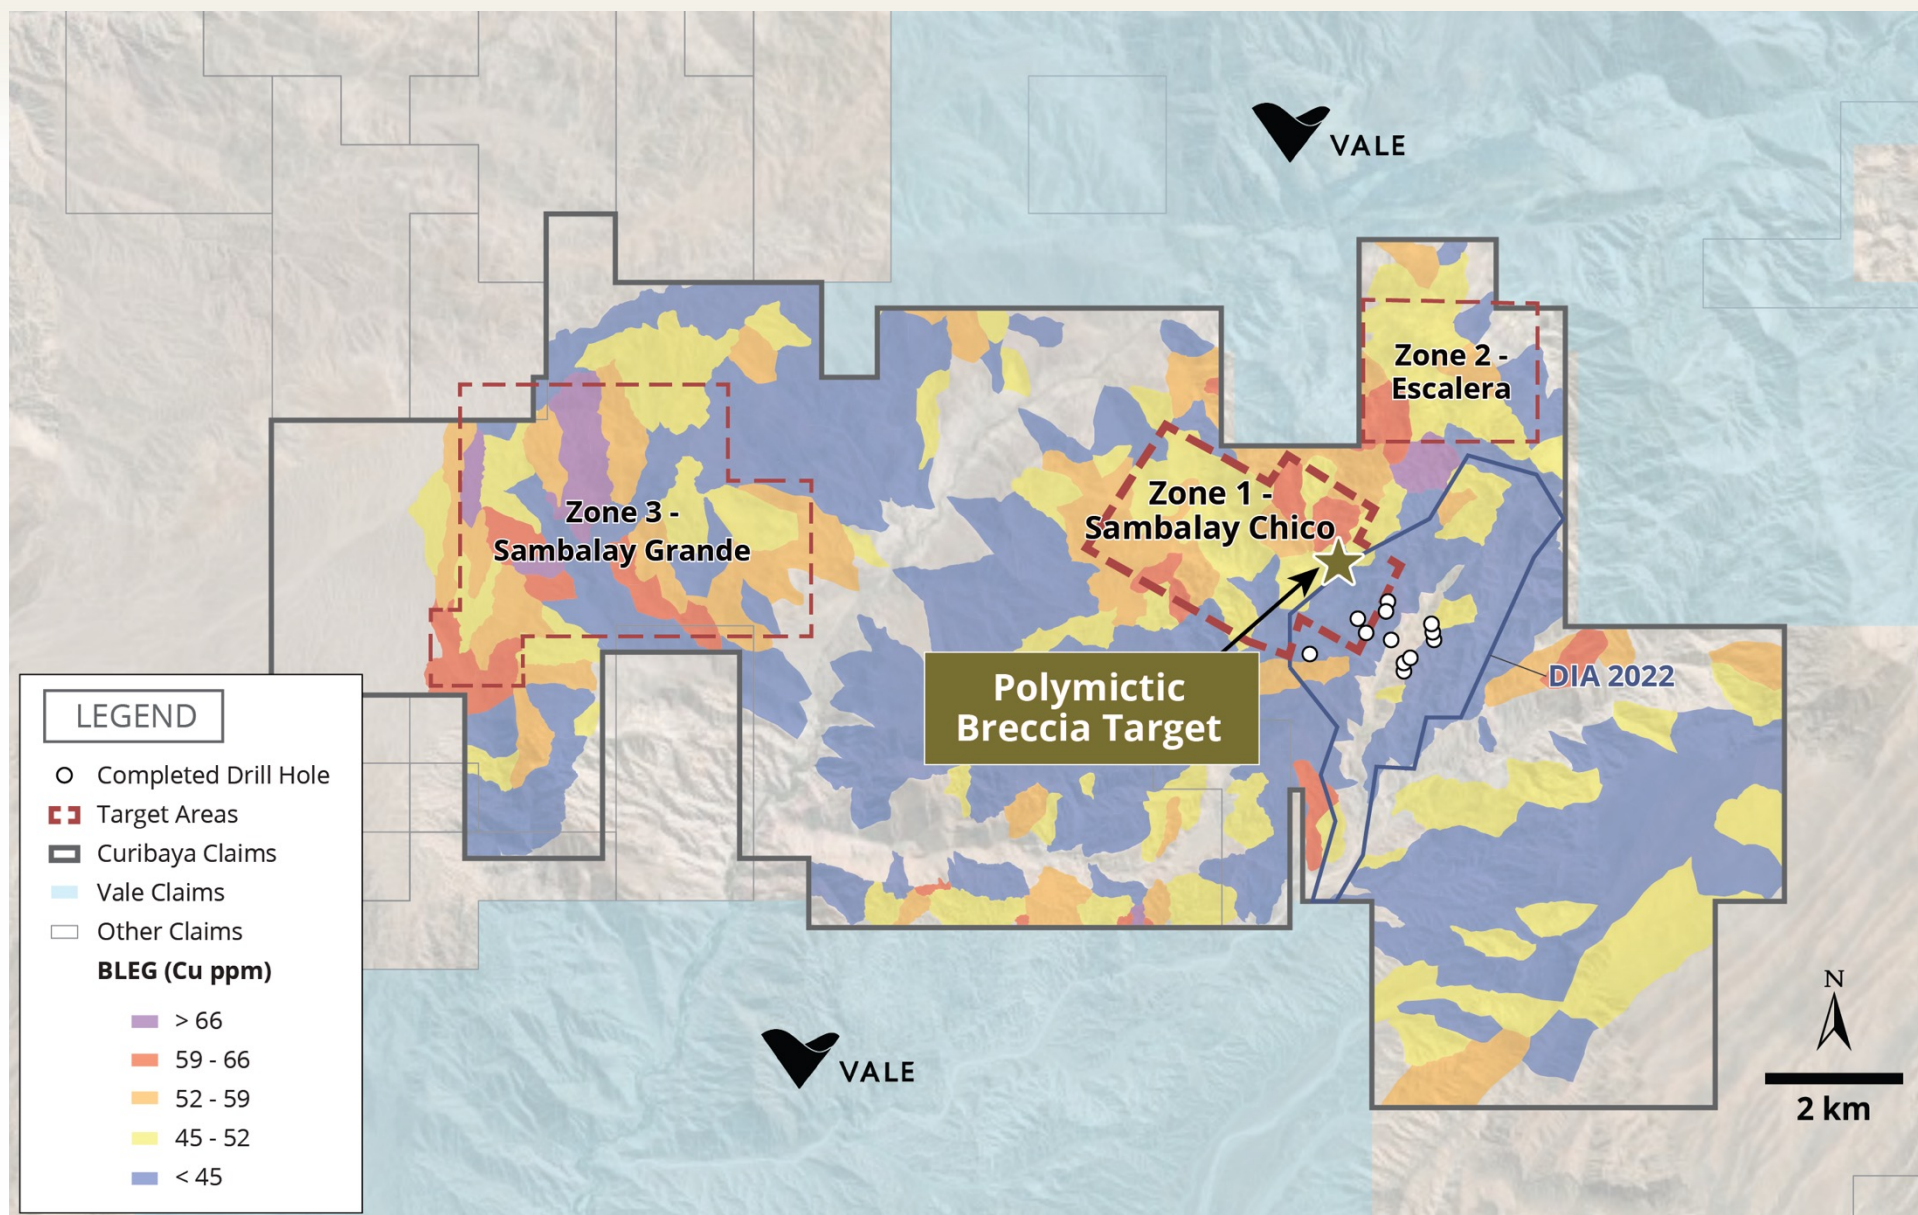 VALE
Zone 2 -
Escalera
Zone 1 -
Sambalay Chico
Zone 3 -
Sambalay Grande
DIA 2022
Polymictic
Breccia Target
LEGEND
Completed Drill Hole
Target Areas
Curibaya Claims
Vale Claims
Other Claims
BLEG (Cu ppm)
> 66
59 - 66
52 - 59
45 - 52
< 45
VALE
N
2 km